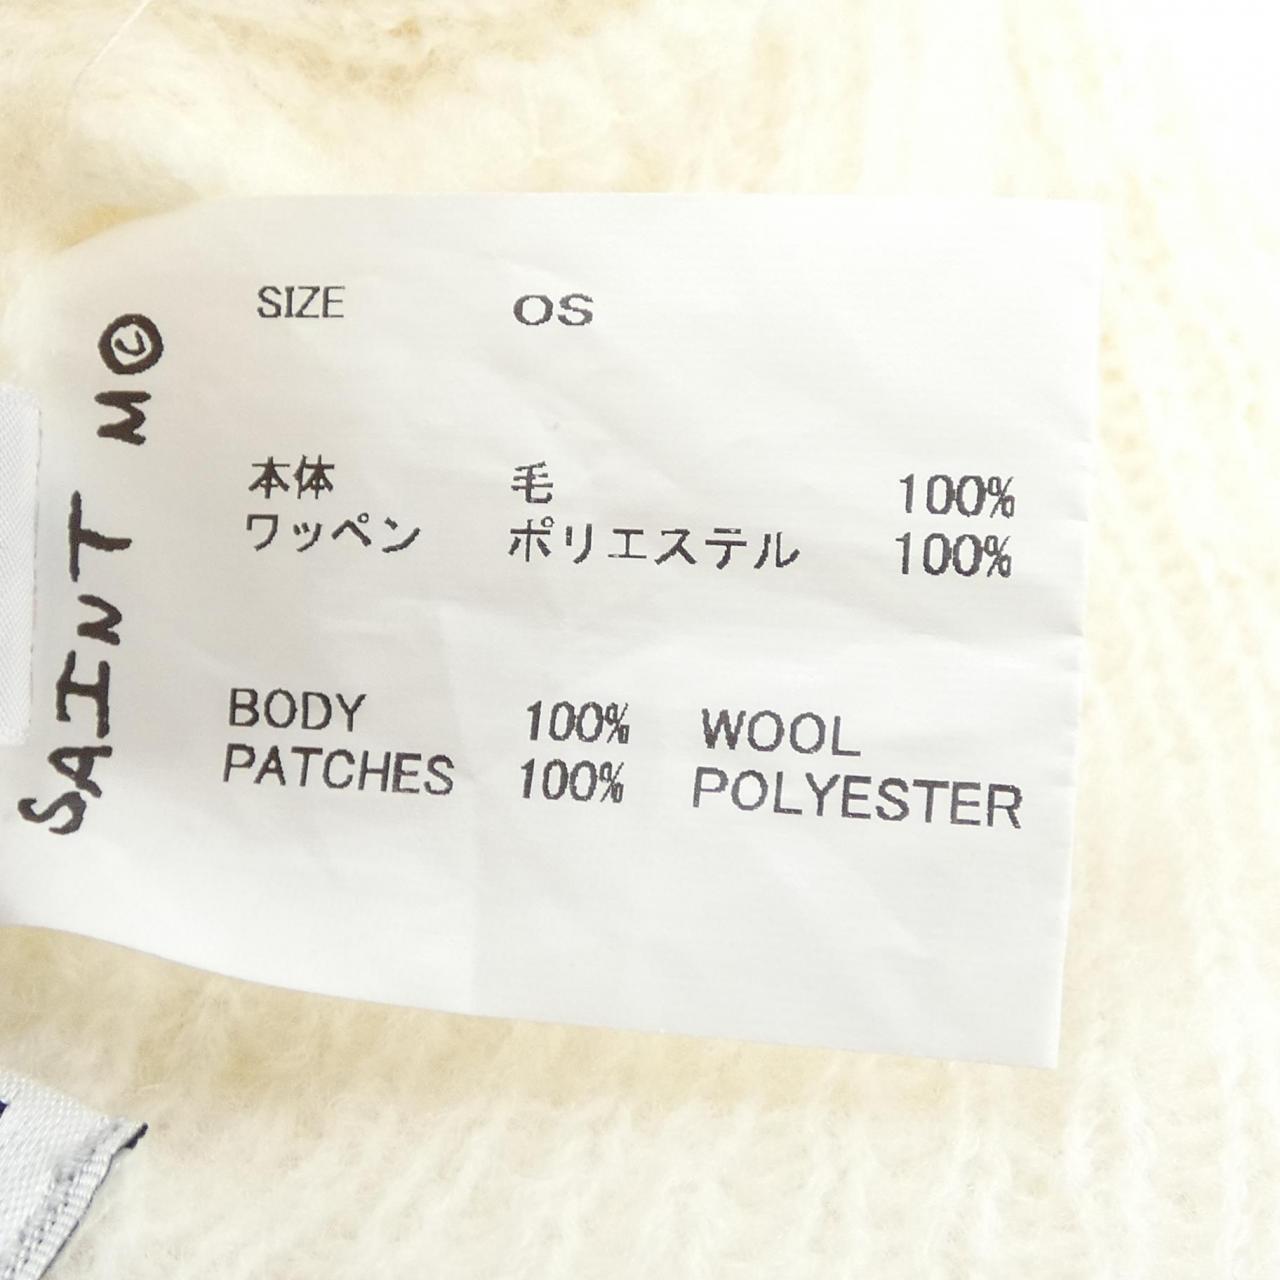 SAINT M©
SIZE OS
本体 毛 100%
ワッペン ポリエステル 100%
BODY 100% WOOL
PATCHES 100% POLYESTER